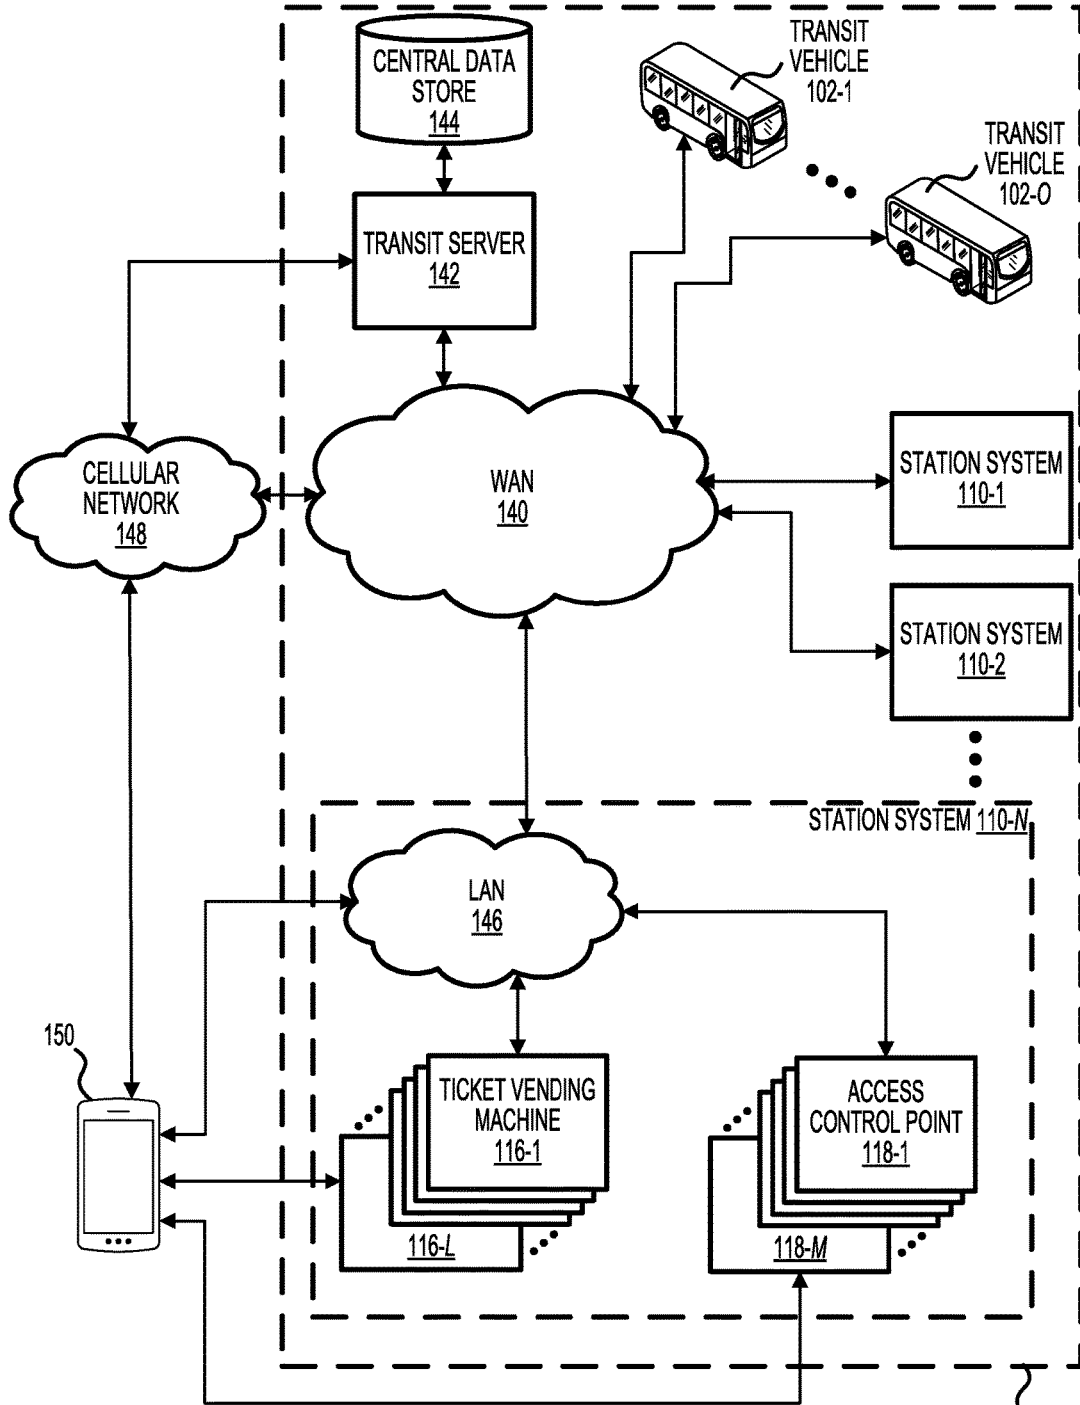 CENTRAL DATA
STORE
144
TRANSIT
VEHICLE
102-1
TRANSIT
VEHICLE
102-O
TRANSIT SERVER
142
CELLULAR
NETWORK
148
WAN
140
STATION SYSTEM
110-1
STATION SYSTEM
110-2
STATION SYSTEM 110-N
LAN
146
150
TICKET VENDING
MACHINE
116-1
116-L
ACCESS
CONTROL POINT
118-1
118-M